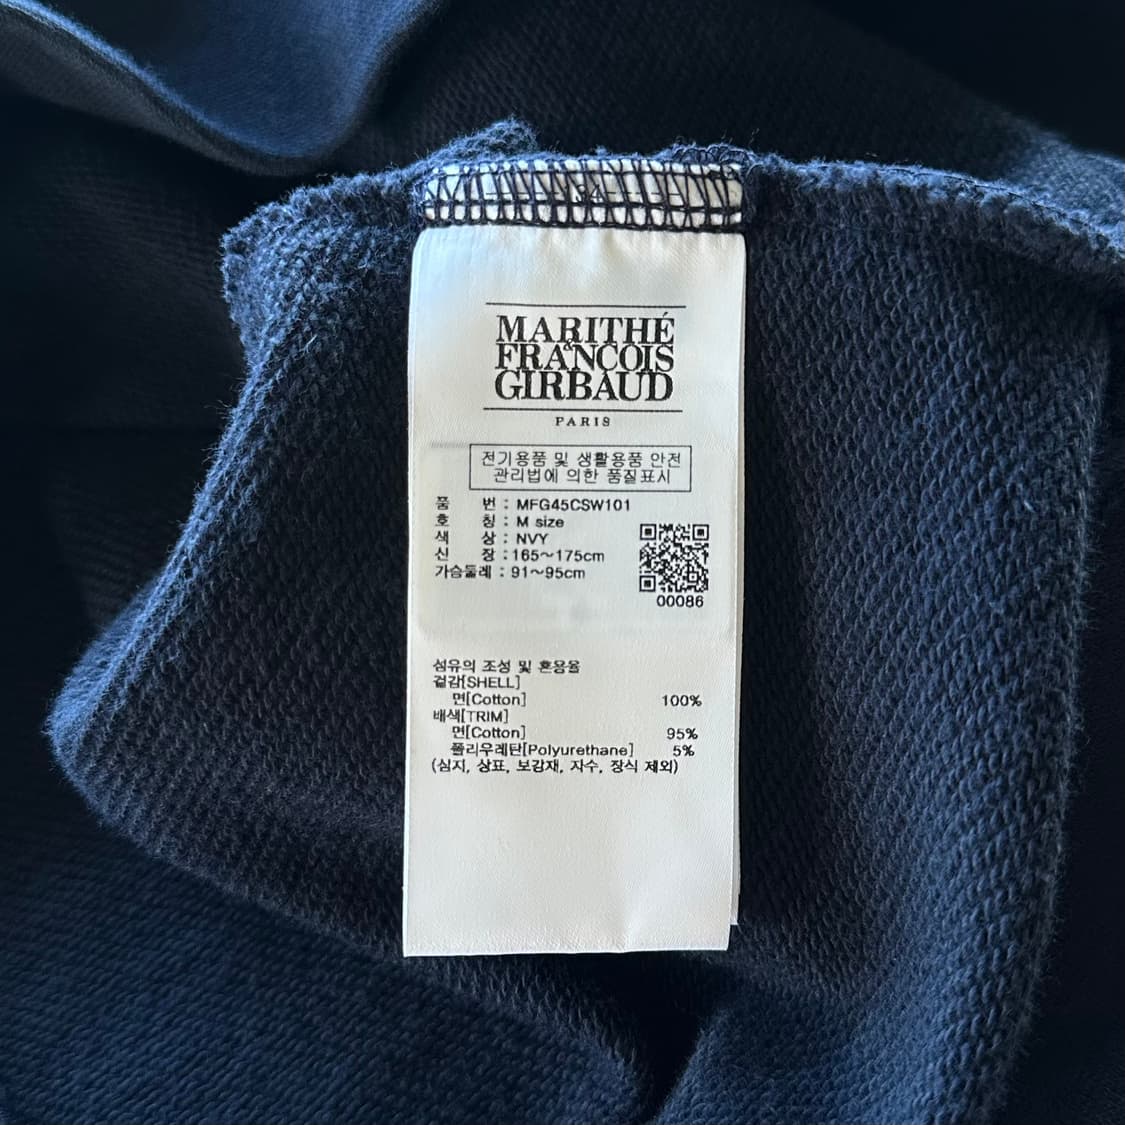 MARITHÉ
&
FRANCOIS
GIRBAUD
PARIS
전기용품 및 생활용품 안전
관리법에 의한 품질표시
품 번 : MFG45CSW101
호 칭 : M size
색 상 : NVY
신 장 : 165~175cm
가슴둘레 : 91~95cm
00086
섬유의 조성 및 혼용율
겉감[SHELL]
면[Cotton] 100%
배색[TRIM]
면[Cotton] 95%
폴리우레탄[Polyurethane] 5%
(심지, 상표, 보강재, 자수, 장식 제외)